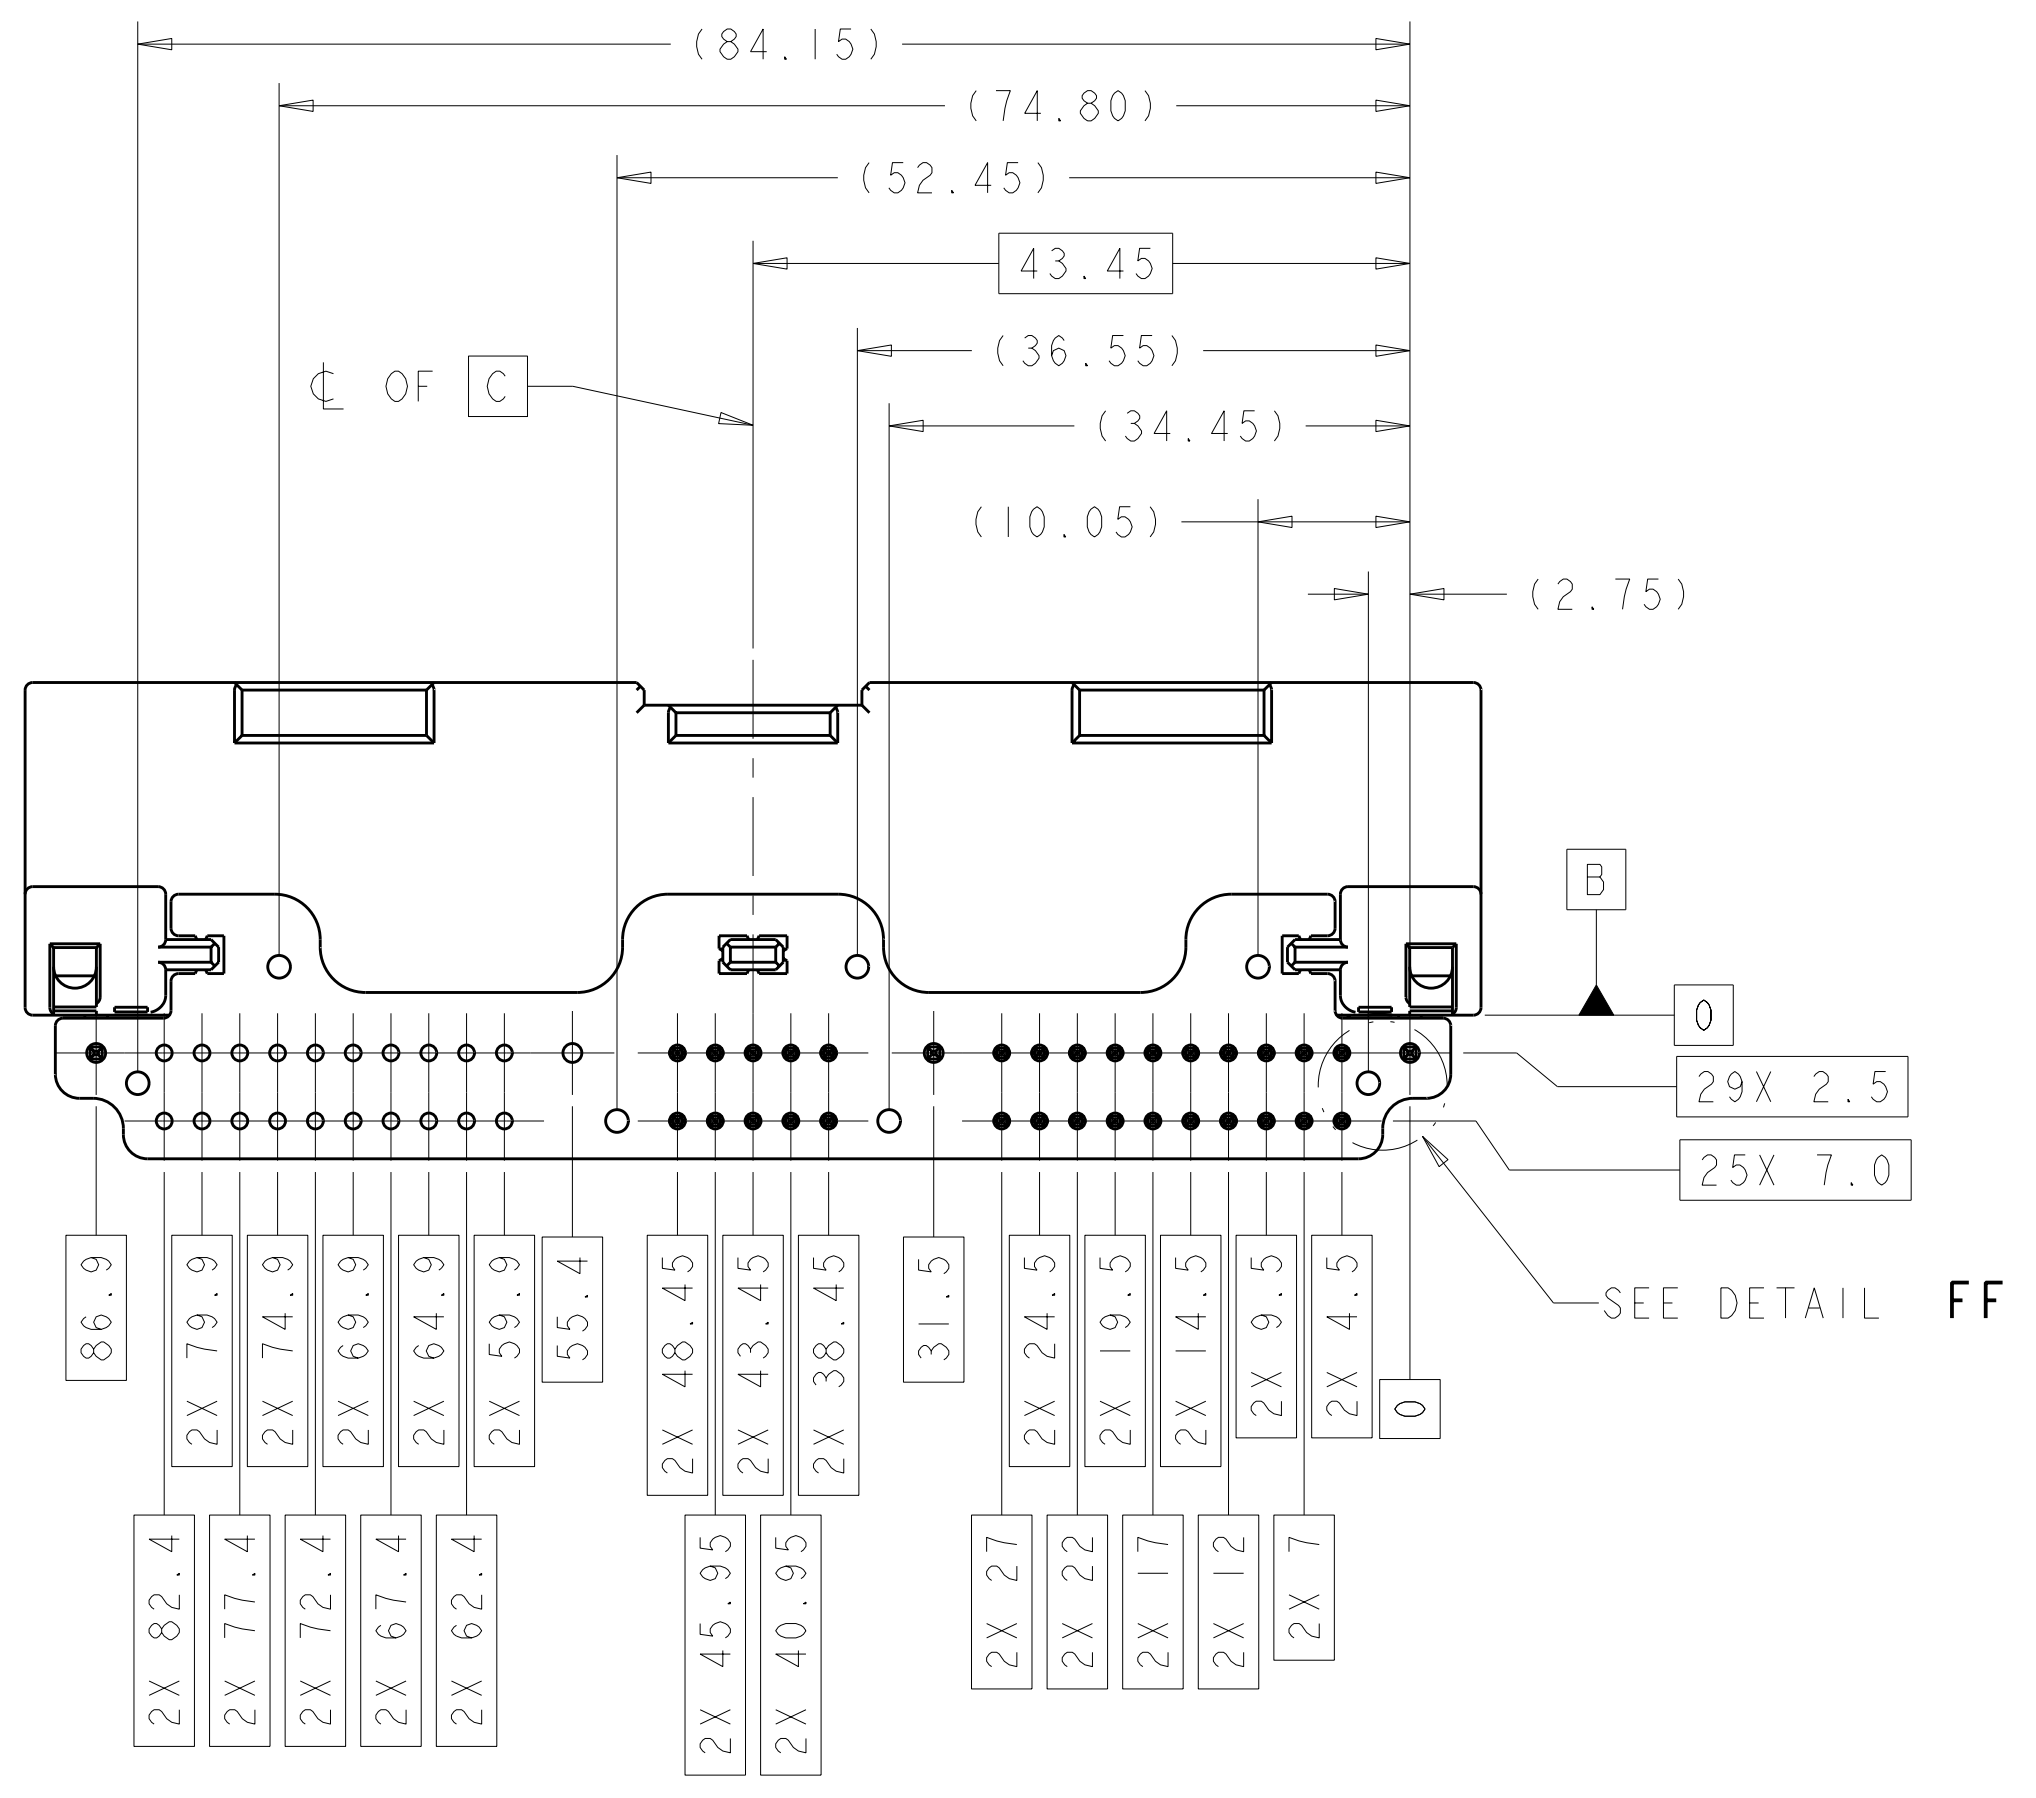 (84.15)
(74.80)
(52.45)
43.45
(36.55)
℄ OF C
(34.45)
(10.05)
(2.75)
B
0
29X 2.5
25X 7.0
SEE DETAIL FF
86.9
2X 82.4
2X 79.9
2X 77.4
2X 74.9
2X 72.4
2X 69.9
2X 67.4
2X 64.9
2X 62.4
2X 59.9
55.4
2X 48.45
2X 45.95
2X 43.45
2X 40.95
2X 38.45
31.5
2X 27
2X 24.5
2X 22
2X 19.5
2X 17
2X 14.5
2X 12
2X 9.5
2X 7
2X 4.5
0